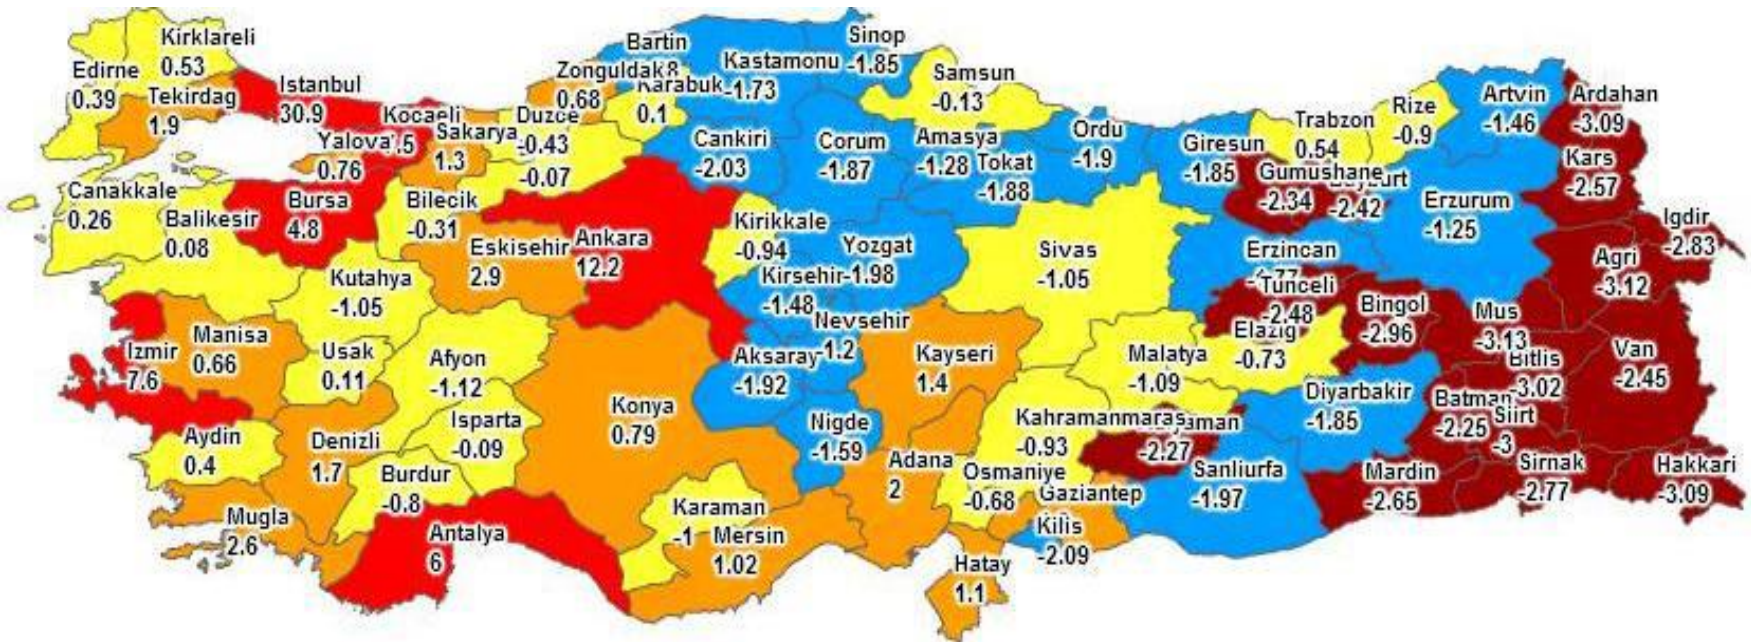 Kirklareli
0.53
Edirne
0.39
Tekirdag
1.9
Istanbul
30.9
Kocaeli
Yalova
0.76
Sakarya
1.3
Duzce
-0.43
-0.07
Zonguldak
0.68
Bartin
Karabuk
0.1
Kastamonu
-1.73
Sinop
-1.85
Samsun
-0.13
Cankiri
-2.03
Corum
-1.87
Amasya
-1.28
Tokat
-1.88
Ordu
-1.9
Giresun
-1.85
Trabzon
0.54
Rize
-0.9
Artvin
-1.46
Ardahan
-3.09
Kars
-2.57
Gumushane
-2.34
-2.42
Erzurum
-1.25
Igdir
-2.83
Agri
-3.12
Canakkale
0.26
Balikesir
0.08
Bursa
4.8
Bilecik
-0.31
Eskisehir
2.9
Ankara
12.2
Kirikkale
-0.94
Yozgat
-1.98
Kirsehir
-1.48
Nevsehir
-1.2
Sivas
-1.05
Erzincan
Tunceli
-2.48
Bingol
-2.96
Mus
-3.13
Bitlis
-3.02
Van
-2.45
Kutahya
-1.05
Manisa
0.66
Izmir
7.6
Usak
0.11
Afyon
-1.12
Aksaray
-1.92
Kayseri
1.4
Malatya
-1.09
Elazig
-0.73
Diyarbakir
-1.85
Batman
-2.25
Siirt
-3
Aydin
0.4
Denizli
1.7
Isparta
-0.09
Burdur
-0.8
Konya
0.79
Nigde
-1.59
Adana
2
Kahramanmaras
-0.93
-2.27
Osmaniye
-0.68
Gaziantep
Kilis
-2.09
Sanliurfa
-1.97
Mardin
-2.65
Sirnak
-2.77
Hakkari
-3.09
Mugla
2.6
Antalya
6
Karaman
-1
Mersin
1.02
Hatay
1.1